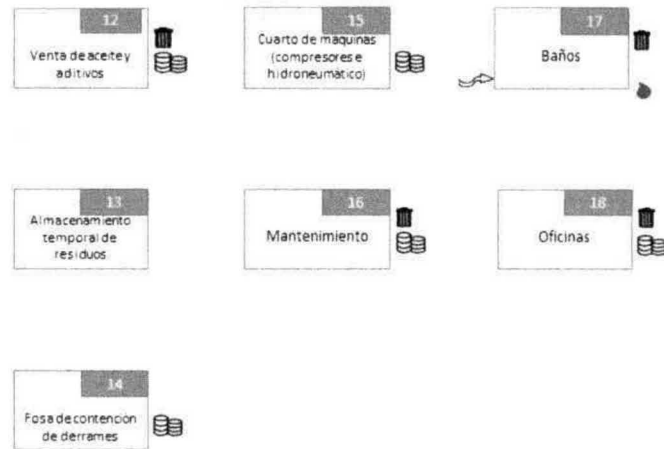 12
Venta de aceite y
aditivos
15
Cuarto de máquinas
(compresores e
hidroneumático)
17
Baños
13
Almacenamiento
temporal de
residuos
16
Mantenimiento
18
Oficinas
14
Fosa de contención
de derrames